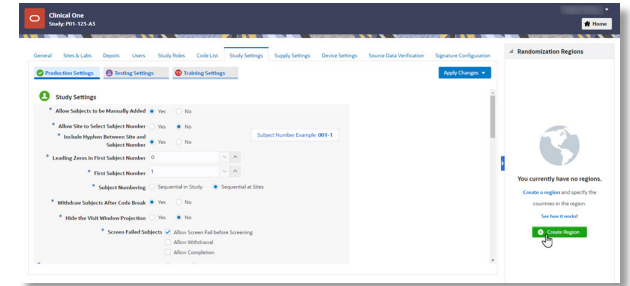 Clinical One
Study: P01-123-A3
Home
General Sites & Labs Depots Users Study Roles Code List Study Settings Supply Settings Device Settings Source Data Verification Signature Configuration
Production Settings Testing Settings Training Settings Apply Changes
Study Settings
* Allow Subjects to be Manually Added Yes No
* Allow Site to Select Subject Number Yes No
* Include Hyphen Between Site and
Subject Number Yes No
Subject Number Example 001-1
* Leading Zeros in First Subject Number 0
* First Subject Number 1
* Subject Numbering Sequential in Study Sequential at Sites
* Withdraw Subjects After Code Break Yes No
* Hide the Visit Window Projection Yes No
* Screen Failed Subjects Allow Screen Fail before Screening
Allow Withdrawal
Allow Completion
Randomization Regions
You currently have no regions.
Create a region and specify the
countries in the region.
See how it works!
Create Region